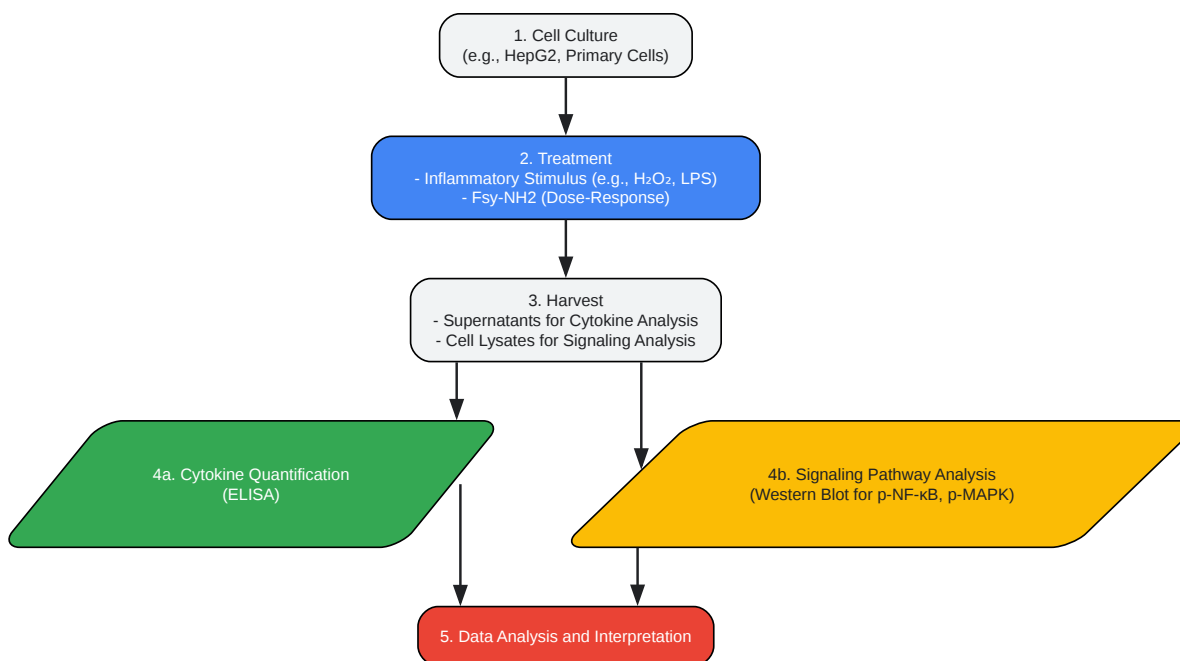 1. Cell Culture
(e.g., HepG2, Primary Cells)
2. Treatment
- Inflammatory Stimulus (e.g., H₂O₂, LPS)
- Fsy-NH2 (Dose-Response)
3. Harvest
- Supernatants for Cytokine Analysis
- Cell Lysates for Signaling Analysis
4a. Cytokine Quantification
(ELISA)
4b. Signaling Pathway Analysis
(Western Blot for p-NF-κB, p-MAPK)
5. Data Analysis and Interpretation